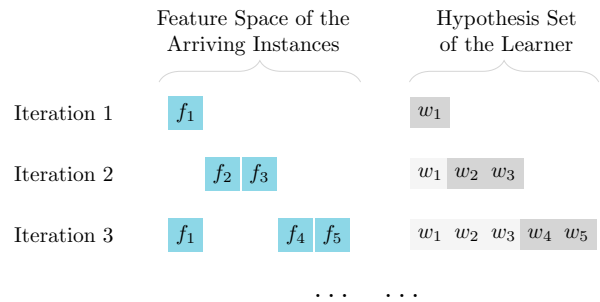 Feature Space of the Arriving Instances
Hypothesis Set of the Learner
Iteration 1 f₁ w₁
Iteration 2 f₂ f₃ w₁ w₂ w₃
Iteration 3 f₁ f₄ f₅ w₁ w₂ w₃ w₄ w₅
... ...